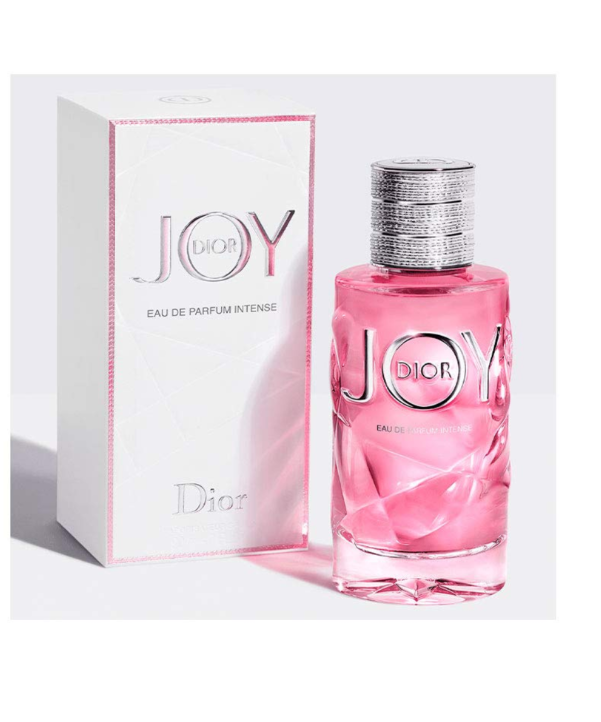 JOY
DIOR
EAU DE PARFUM INTENSE
Dior
JOY
DIOR
EAU DE PARFUM INTENSE